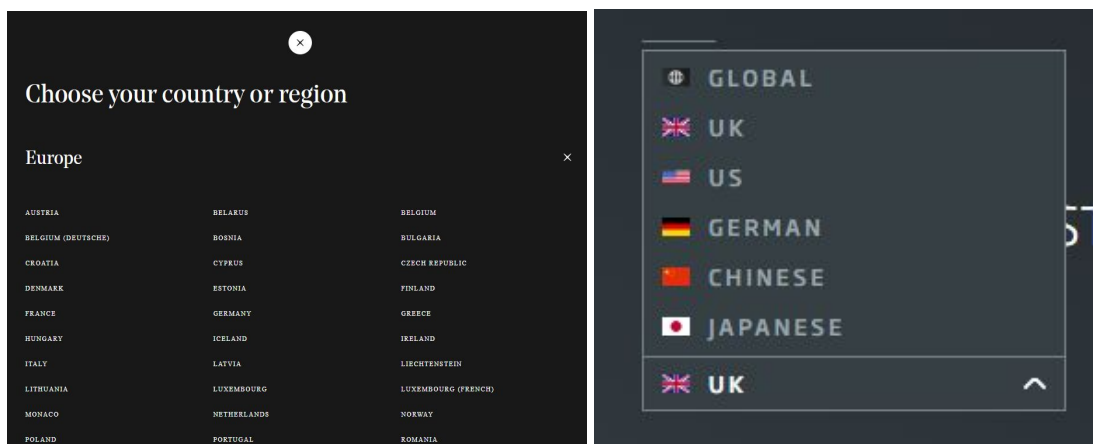 Choose your country or region
Europe
AUSTRIA BELARUS BELGIUM
BELGIUM (DEUTSCHE) BOSNIA BULGARIA
CROATIA CYPRUS CZECH REPUBLIC
DENMARK ESTONIA FINLAND
FRANCE GERMANY GREECE
HUNGARY ICELAND IRELAND
ITALY LATVIA LIECHTENSTEIN
LITHUANIA LUXEMBOURG LUXEMBOURG (FRENCH)
MONACO NETHERLANDS NORWAY
POLAND PORTUGAL ROMANIA
GLOBAL
UK
US
GERMAN
CHINESE
JAPANESE
UK